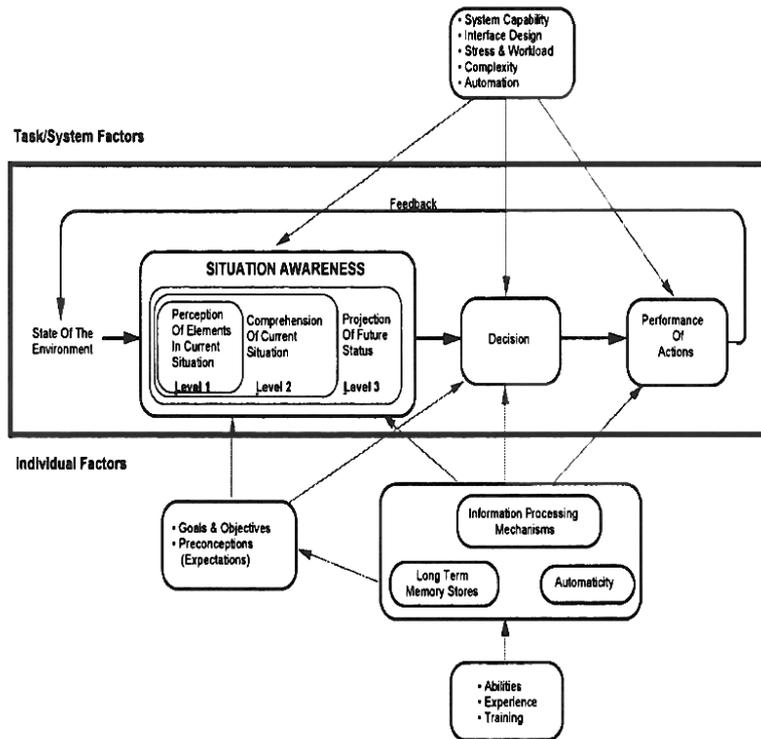 • System Capability
• Interface Design
• Stress & Workload
• Complexity
• Automation
Task/System Factors
Feedback
SITUATION AWARENESS
State Of The
Environment
Perception
Of Elements
In Current
Situation
Level 1
Comprehension
Of Current
Situation
Level 2
Projection
Of Future
Status
Level 3
Decision
Performance
Of
Actions
Individual Factors
• Goals & Objectives
• Preconceptions
(Expectations)
Information Processing
Mechanisms
Long Term
Memory Stores
Automaticity
• Abilities
• Experience
• Training